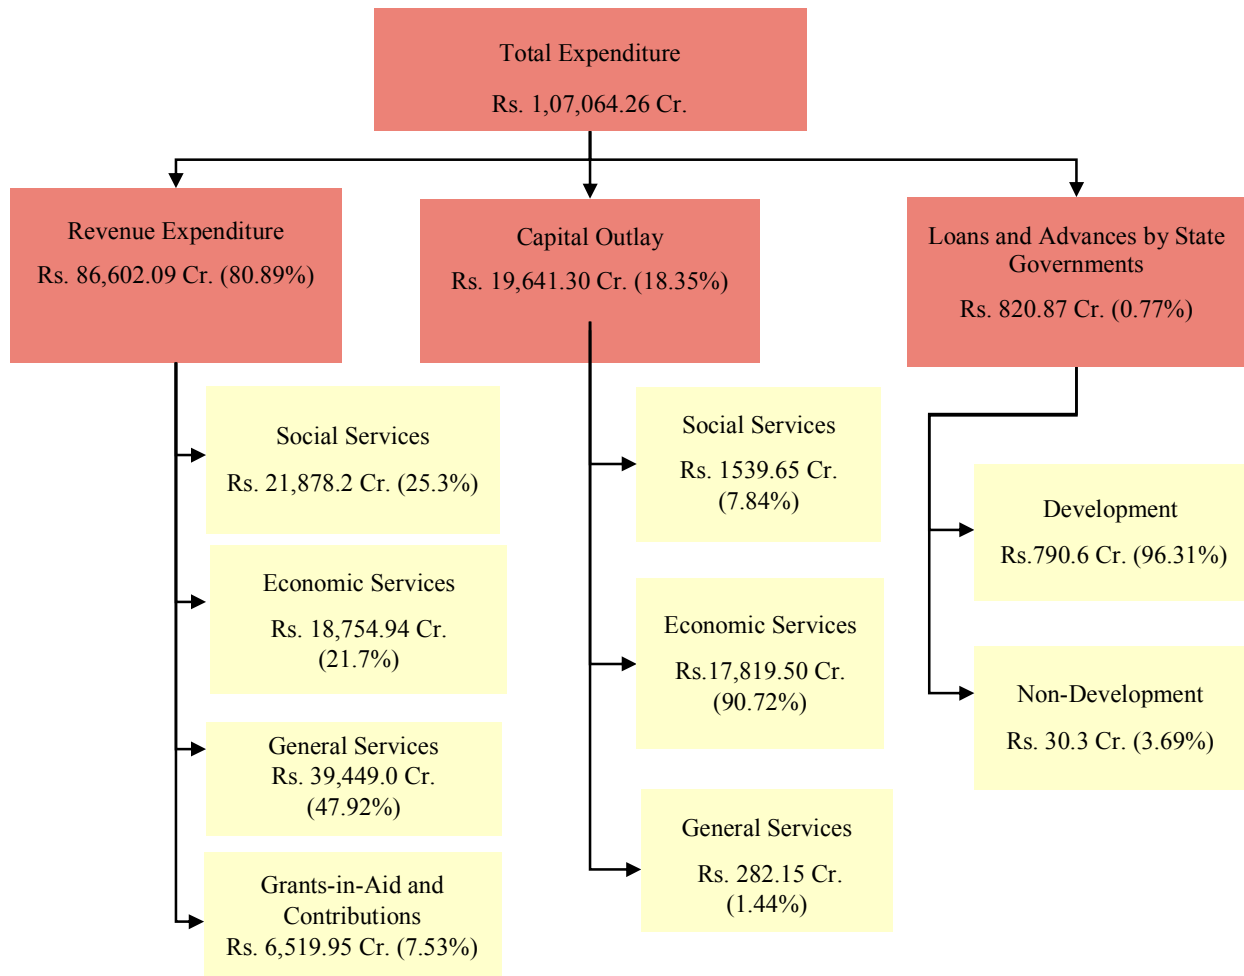 Total Expenditure
Rs. 1,07,064.26 Cr.
Revenue Expenditure
Rs. 86,602.09 Cr. (80.89%)
Capital Outlay
Rs. 19,641.30 Cr. (18.35%)
Loans and Advances by State
Governments
Rs. 820.87 Cr. (0.77%)
Social Services
Rs. 21,878.2 Cr. (25.3%)
Economic Services
Rs. 18,754.94 Cr.
(21.7%)
General Services
Rs. 39,449.0 Cr.
(47.92%)
Grants-in-Aid and
Contributions
Rs. 6,519.95 Cr. (7.53%)
Social Services
Rs. 1539.65 Cr.
(7.84%)
Economic Services
Rs.17,819.50 Cr.
(90.72%)
General Services
Rs. 282.15 Cr.
(1.44%)
Development
Rs.790.6 Cr. (96.31%)
Non-Development
Rs. 30.3 Cr. (3.69%)